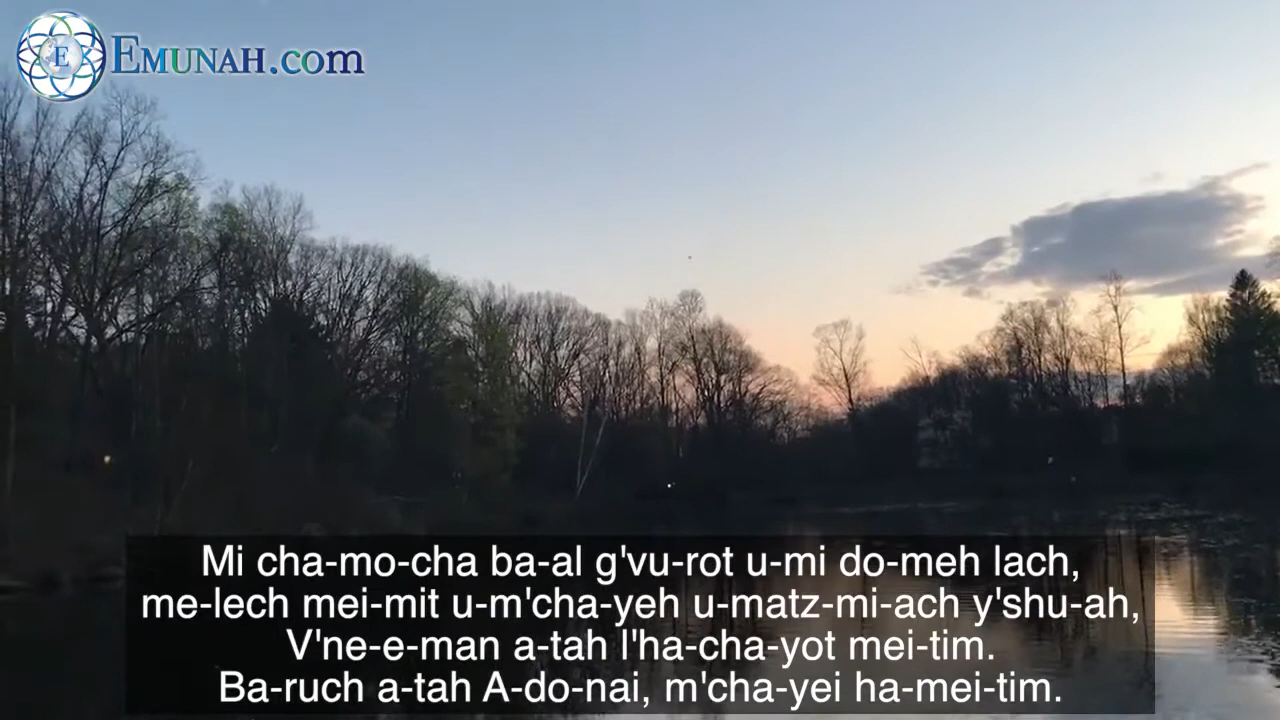 E EMUNAH.com
Mi cha-mo-cha ba-al g'vu-rot u-mi do-meh lach,
me-lech mei-mit u-m'cha-yeh u-matz-mi-ach y'shu-ah,
V'ne-e-man a-tah l'ha-cha-yot mei-tim.
Ba-ruch a-tah A-do-nai, m'cha-yei ha-mei-tim.